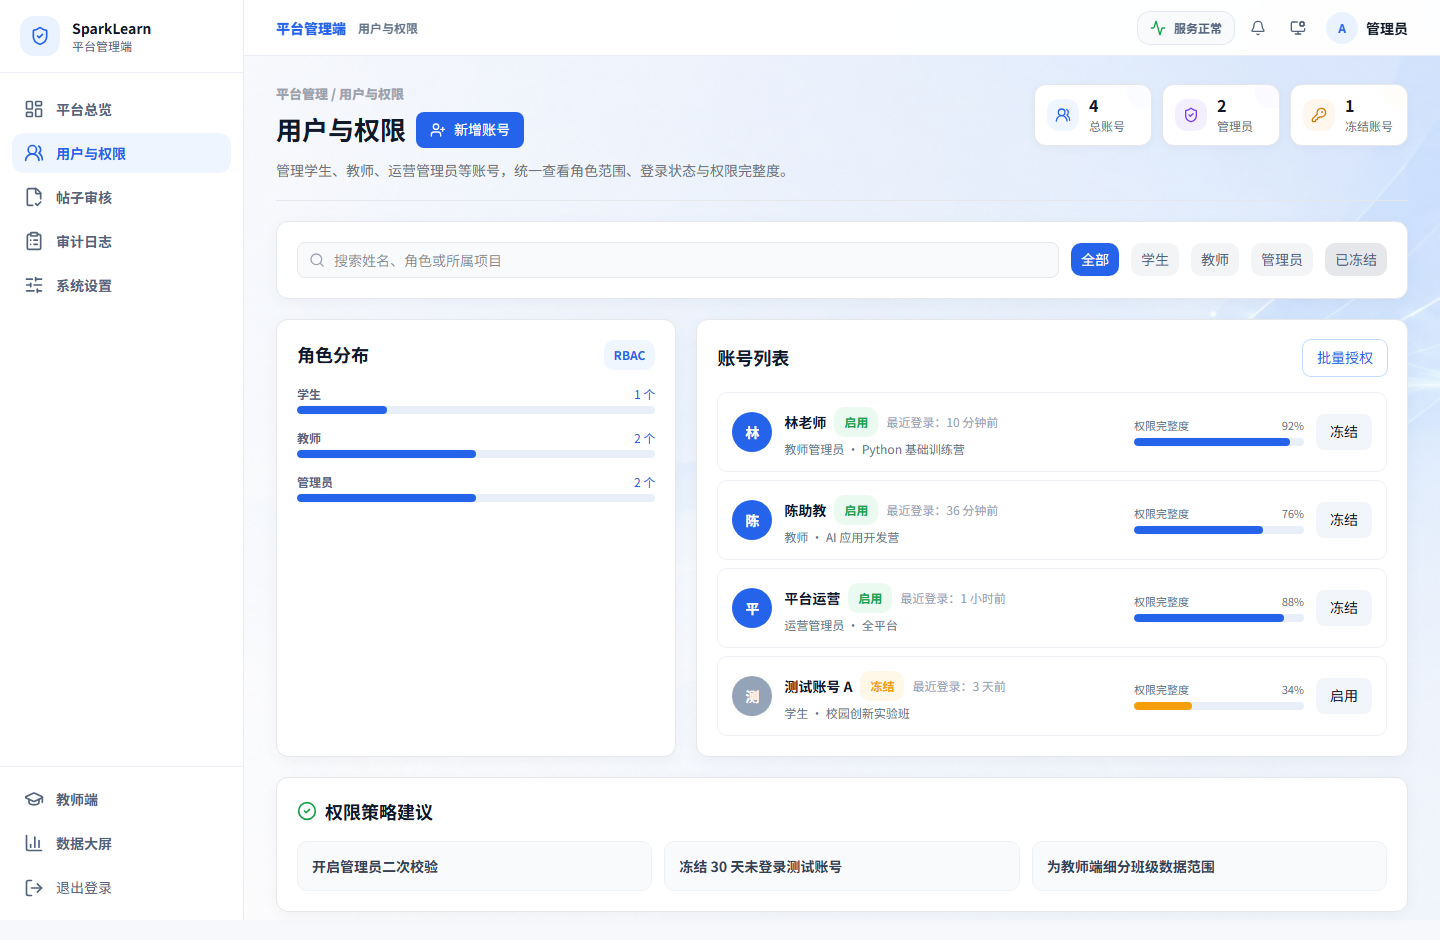 SparkLearn
平台管理端
平台总览
用户与权限
帖子审核
审计日志
系统设置
教师端
数据大屏
退出登录
平台管理端 用户与权限
服务正常
A 管理员
平台管理 / 用户与权限
用户与权限 新增账号
管理学生、教师、运营管理员等账号，统一查看角色范围、登录状态与权限完整度。
4
总账号
2
管理员
1
冻结账号
搜索姓名、角色或所属项目
全部 学生 教师 管理员 已冻结
角色分布 RBAC
学生 1 个
教师 2 个
管理员 2 个
账号列表 批量授权
林 林老师 启用 最近登录：10 分钟前
教师管理员 • Python 基础训练营
权限完整度 92% 冻结
陈 陈助教 启用 最近登录：36 分钟前
教师 • AI 应用开发营
权限完整度 76% 冻结
平 平台运营 启用 最近登录：1 小时前
运营管理员 • 全平台
权限完整度 88% 冻结
测 测试账号 A 冻结 最近登录：3 天前
学生 • 校园创新实验班
权限完整度 34% 启用
权限策略建议
开启管理员二次校验
冻结 30 天未登录测试账号
为教师端细分班级数据范围